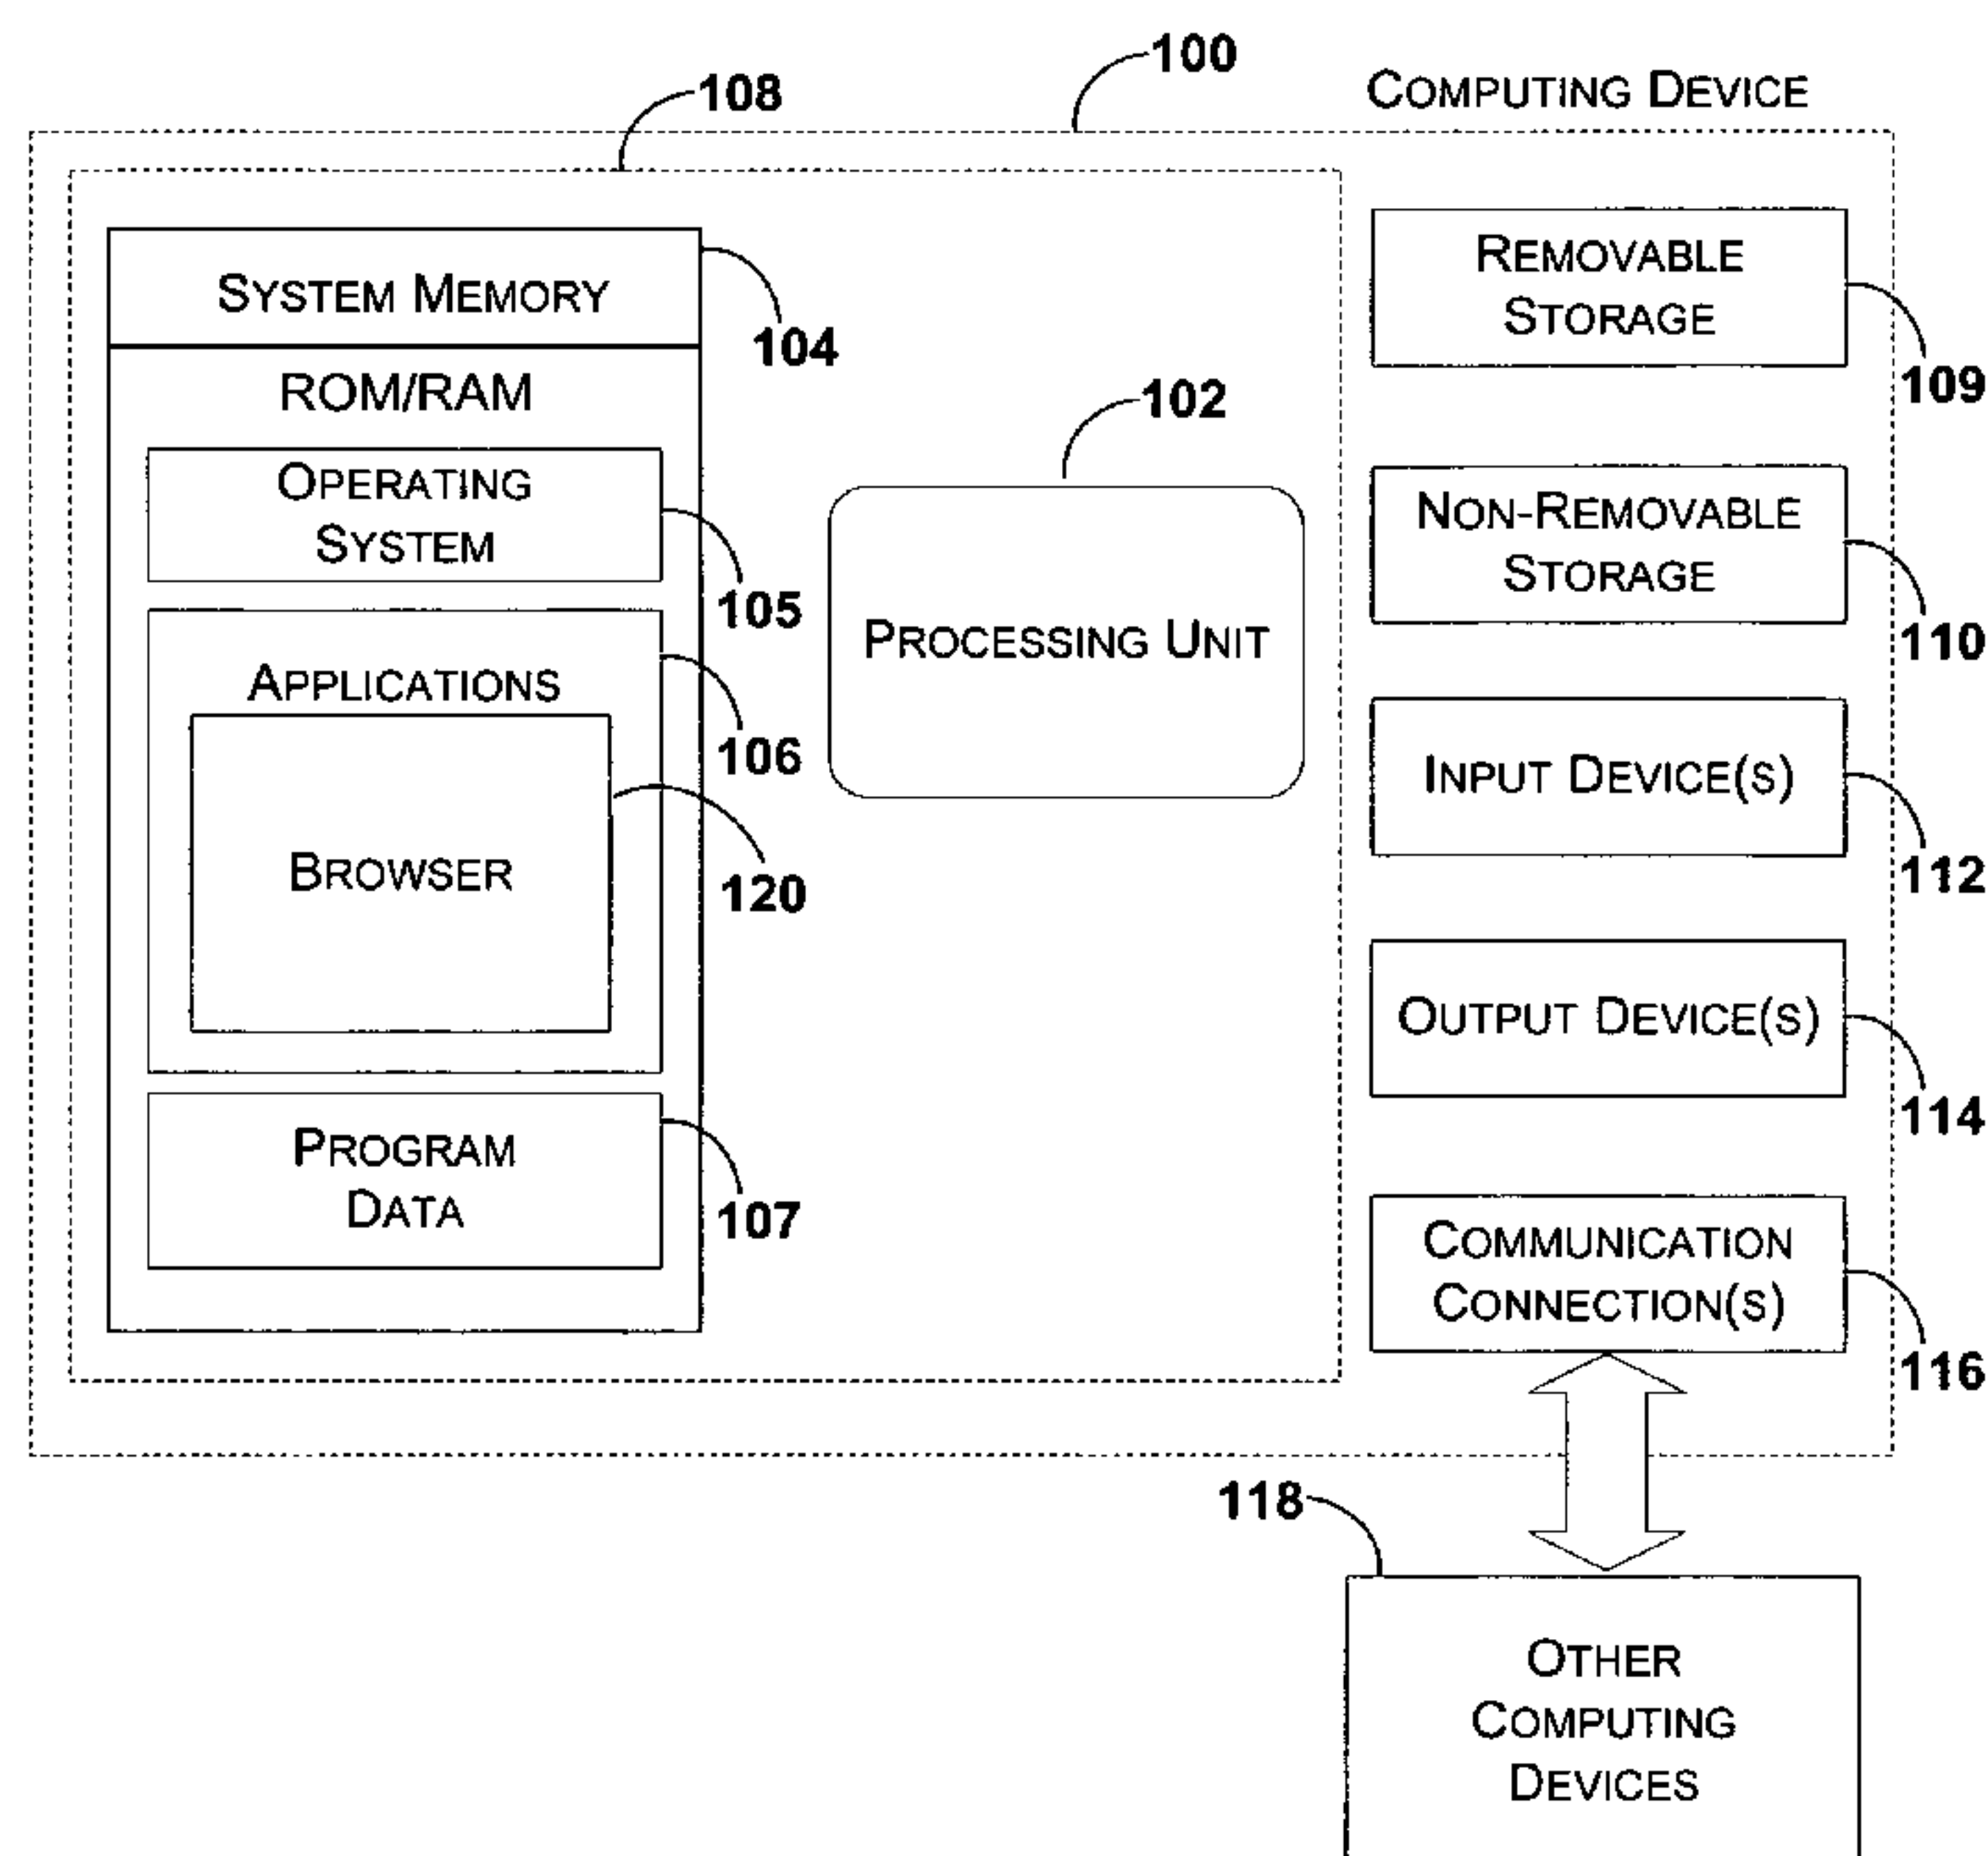 100
COMPUTING DEVICE
108
SYSTEM MEMORY
104
ROM/RAM
OPERATING
SYSTEM
105
APPLICATIONS
106
BROWSER
120
PROGRAM
DATA
107
102
PROCESSING UNIT
REMOVABLE
STORAGE
109
NON-REMOVABLE
STORAGE
110
INPUT DEVICE(S)
112
OUTPUT DEVICE(S)
114
COMMUNICATION
CONNECTION(S)
116
118
OTHER
COMPUTING
DEVICES